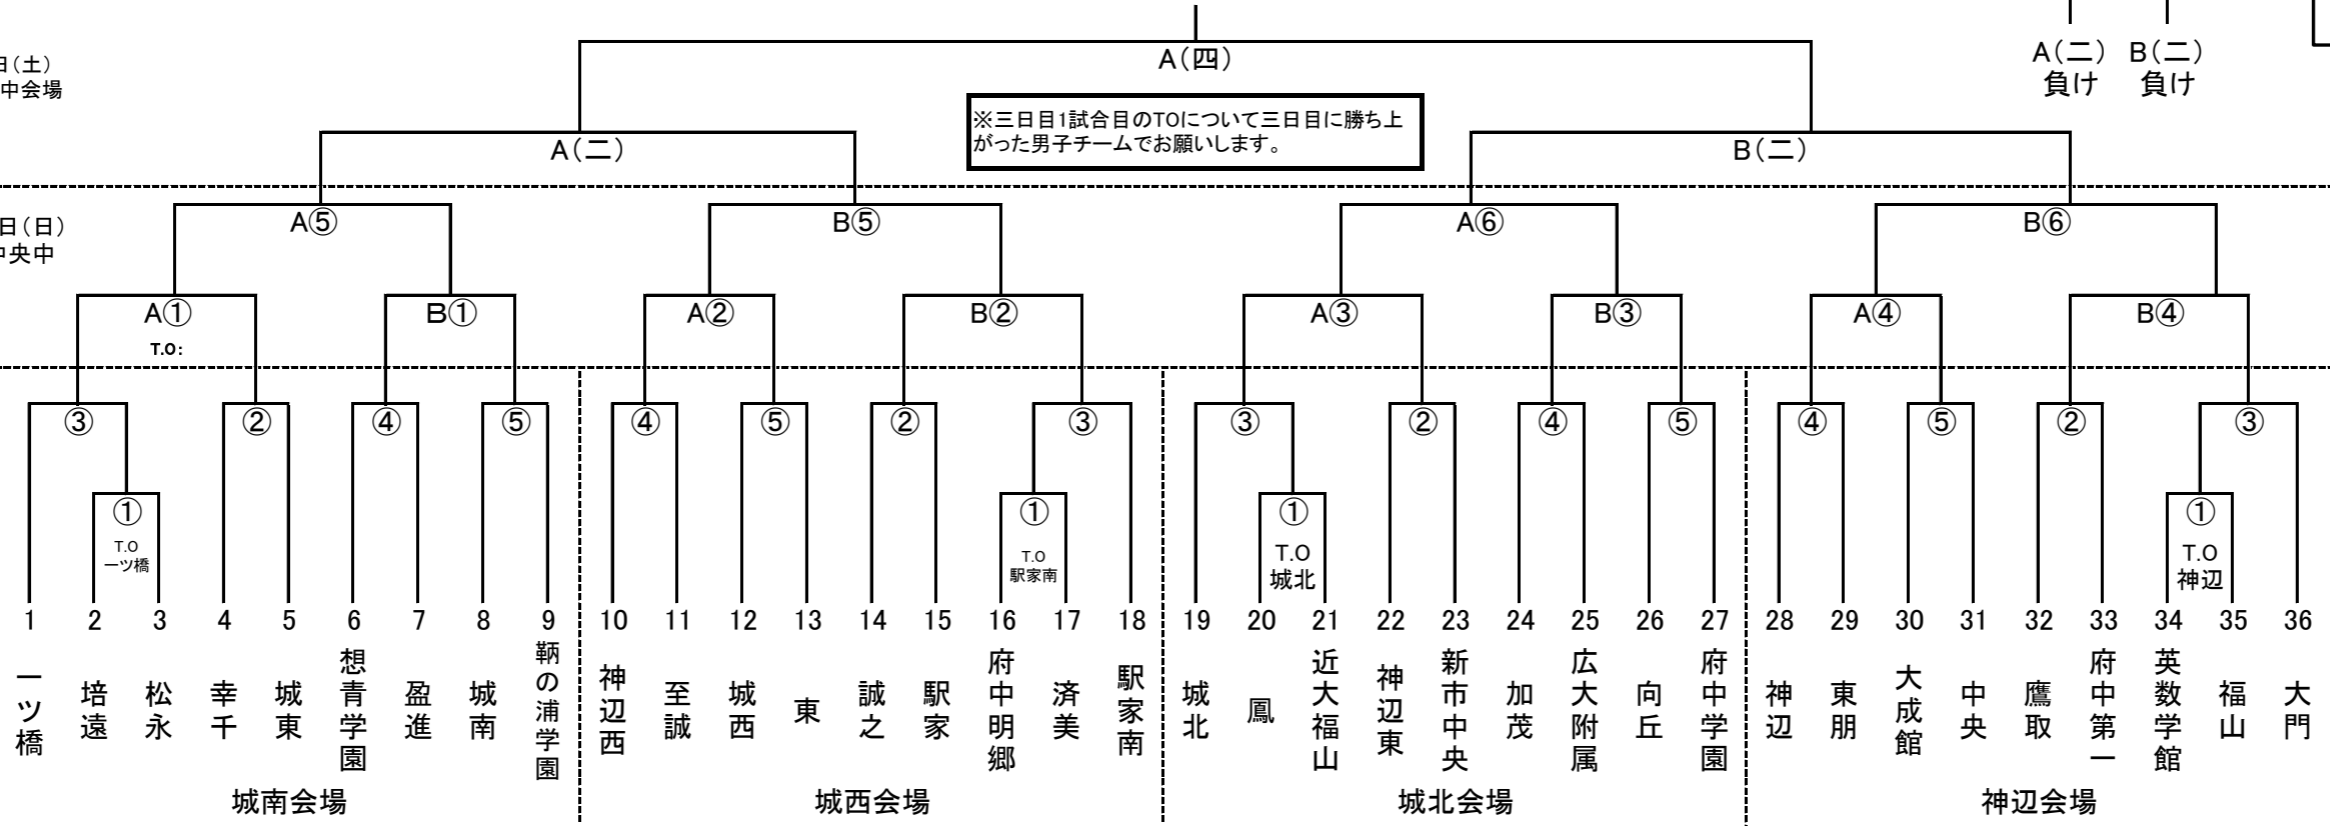 A（四）
A（二） B（二）
負け 負け
日（土）
中会場
※三日目1試合目のTOについて三日目に勝ち上
がった男子チームでお願いします。
A（二） B（二）
日（日）
中央中
A⑤ B⑤ A⑥ B⑥
A① B① A② B② A③ B③ A④ B④
T.O：
③ ② ④ ⑤ ④ ⑤ ② ③ ③ ② ④ ⑤ ④ ⑤ ② ③
① ① ① ①
T.O T.O T.O T.O
一ツ橋 駅家南 城北 神辺
1 2 3 4 5 6 7 8 9 10 11 12 13 14 15 16 17 18 19 20 21 22 23 24 25 26 27 28 29 30 31 32 33 34 35 36
一ツ橋
培遠
松永
幸千
城東
想青学園
盈進
城南
鞆の浦学園
神辺西
至誠
城西
東
誠之
駅家
府中明郷
済美
駅家南
城北
鳳
近大福山
神辺東
新市中央
加茂
広大附属
向丘
府中学園
神辺
東朋
大成館
中央
鷹取
府中第一
英数学館
福山
大門
城南会場 城西会場 城北会場 神辺会場